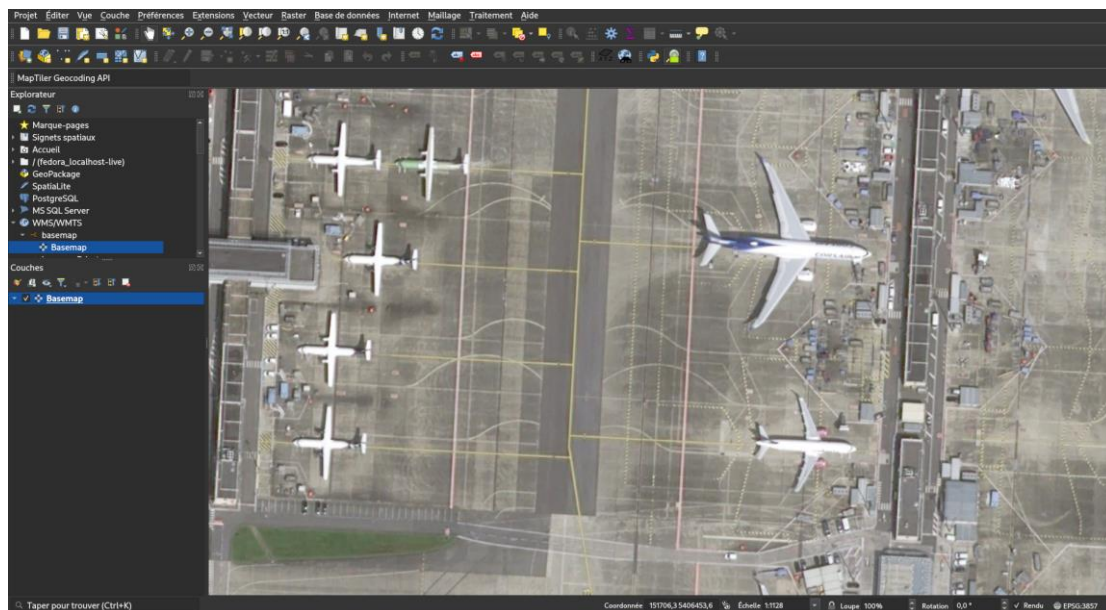 Projet Éditer Vue Couche Préférences Extensions Vecteur Raster Base de données Internet Maillage Traitement Aide
MapTiler Geocoding API
Explorateur
Marque-pages
Signets spatiaux
Accueil
/ (fedora_localhost-live)
GeoPackage
SpatiaLite
PostgreSQL
MS SQL Server
WMS/WMTS
basemap
Basemap
Couches
Basemap
Taper pour trouver (Ctrl+K) Coordonnée 151706,3 5406453,6 Échelle 1:1128 Loupe 100% Rotation 0,0 ° Rendu EPSG:3857